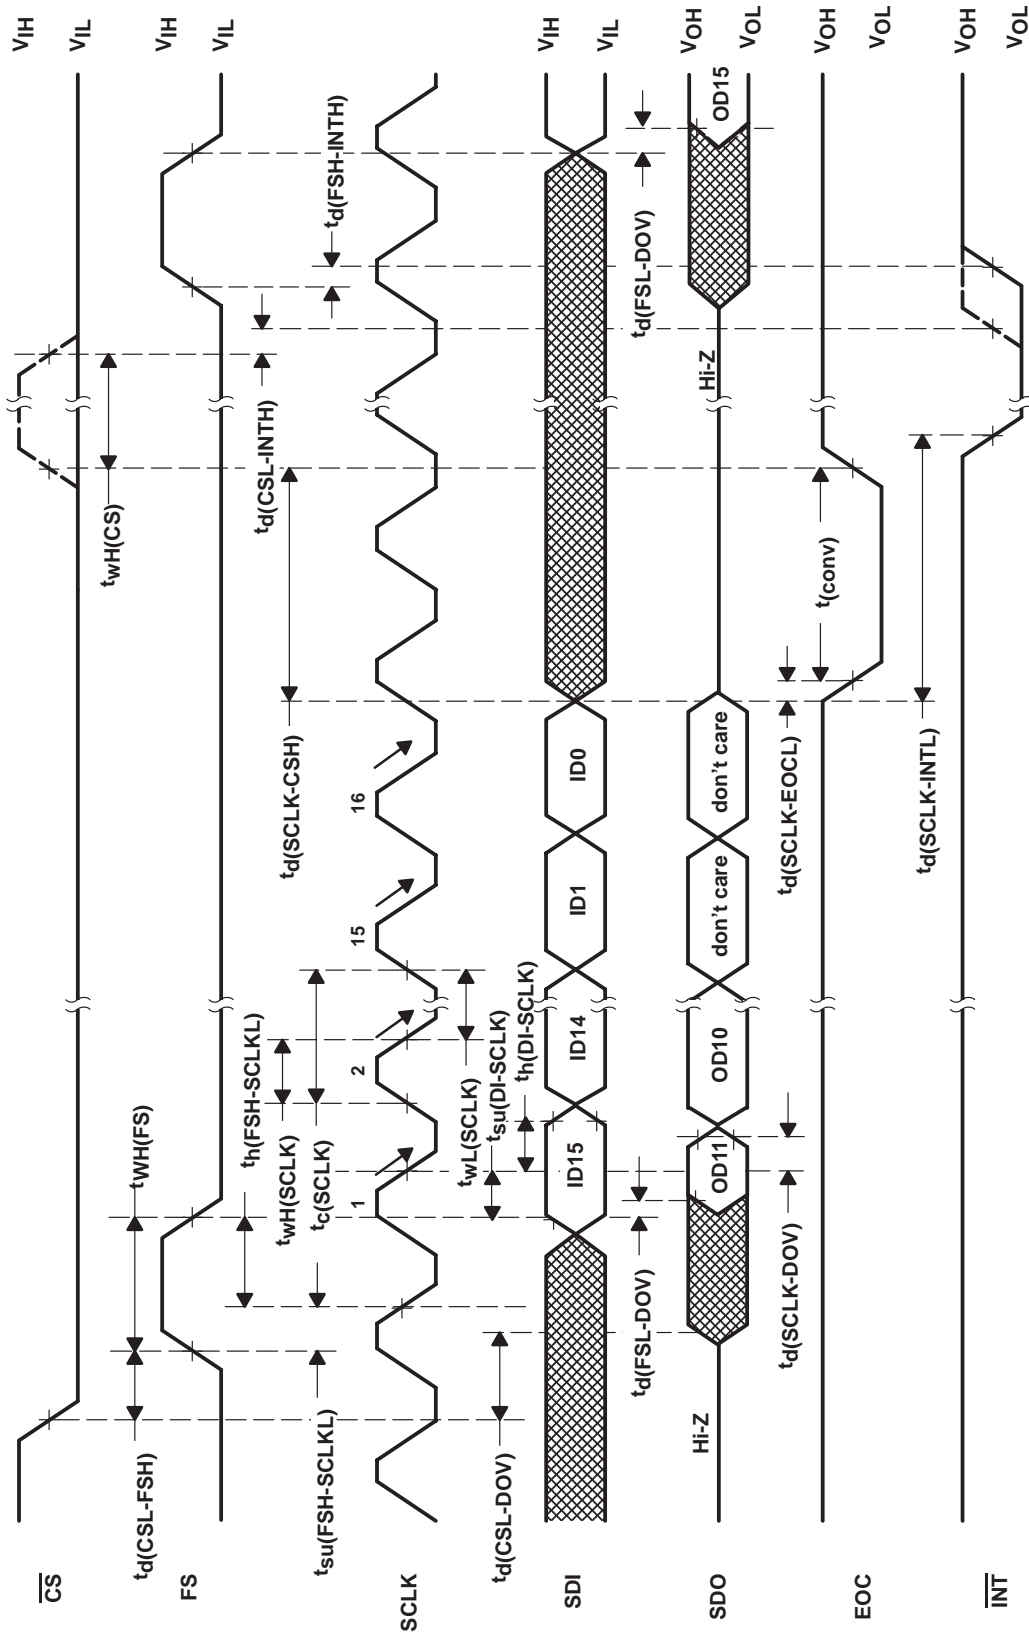 CS
VIH
VIL
twH(CS)
td(CSL-FSH)
tWH(FS)
FS
VIH
VIL
th(FSH-SCLKL)
td(CSL-INTH)
td(FSH-INTH)
twH(SCLK)
td(SCLK-CSH)
tsu(FSH-SCLKL)
tc(SCLK)
SCLK
1
2
15
16
twL(SCLK)
td(CSL-DOV)
tsu(DI-SCLK)
th(DI-SCLK)
SDI
ID15
ID14
ID1
ID0
VIH
VIL
td(FSL-DOV)
td(FSL-DOV)
SDO
Hi-Z
OD11
OD10
don't care
don't care
Hi-Z
OD15
VOH
VOL
td(SCLK-DOV)
td(SCLK-EOCL)
t(conv)
EOC
VOH
VOL
td(SCLK-INTL)
INT
VOH
VOL